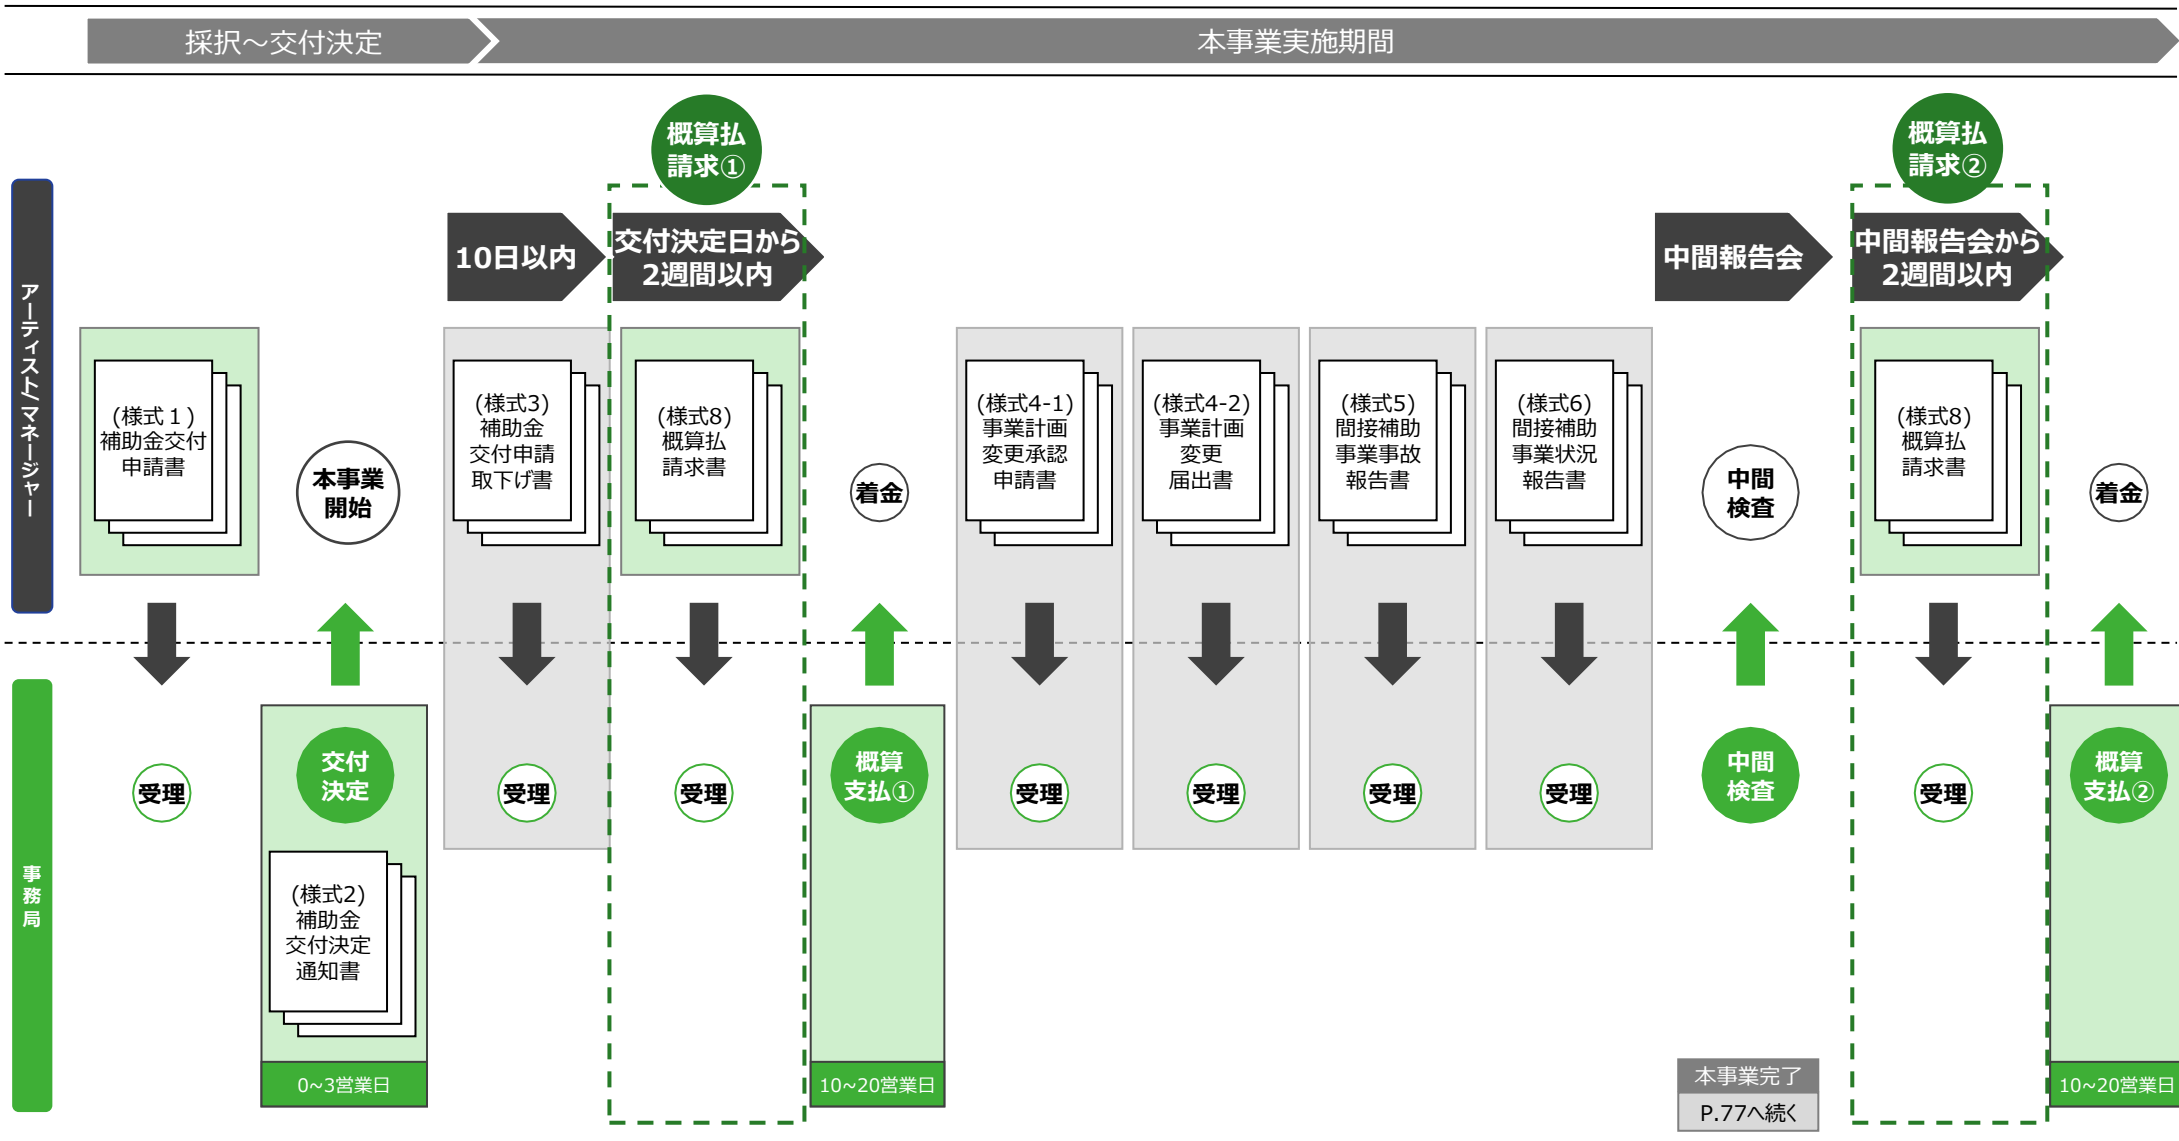 採択～交付決定
本事業実施期間
概算払
請求①
概算払
請求②
10日以内
交付決定日から
2週間以内
中間報告会
中間報告会から
2週間以内
アーティスト/マネージャー
(様式１)
補助金交付
申請書
本事業
開始
(様式3)
補助金
交付申請
取下げ書
(様式8)
概算払
請求書
着金
(様式4-1)
事業計画
変更承認
申請書
(様式4-2)
事業計画
変更
届出書
(様式5)
間接補助
事業事故
報告書
(様式6)
間接補助
事業状況
報告書
中間
検査
(様式8)
概算払
請求書
着金
事務局
受理
交付
決定
受理
受理
概算
支払①
受理
受理
受理
受理
中間
検査
受理
概算
支払②
(様式2)
補助金
交付決定
通知書
0~3営業日
10~20営業日
本事業完了
P.77へ続く
10~20営業日